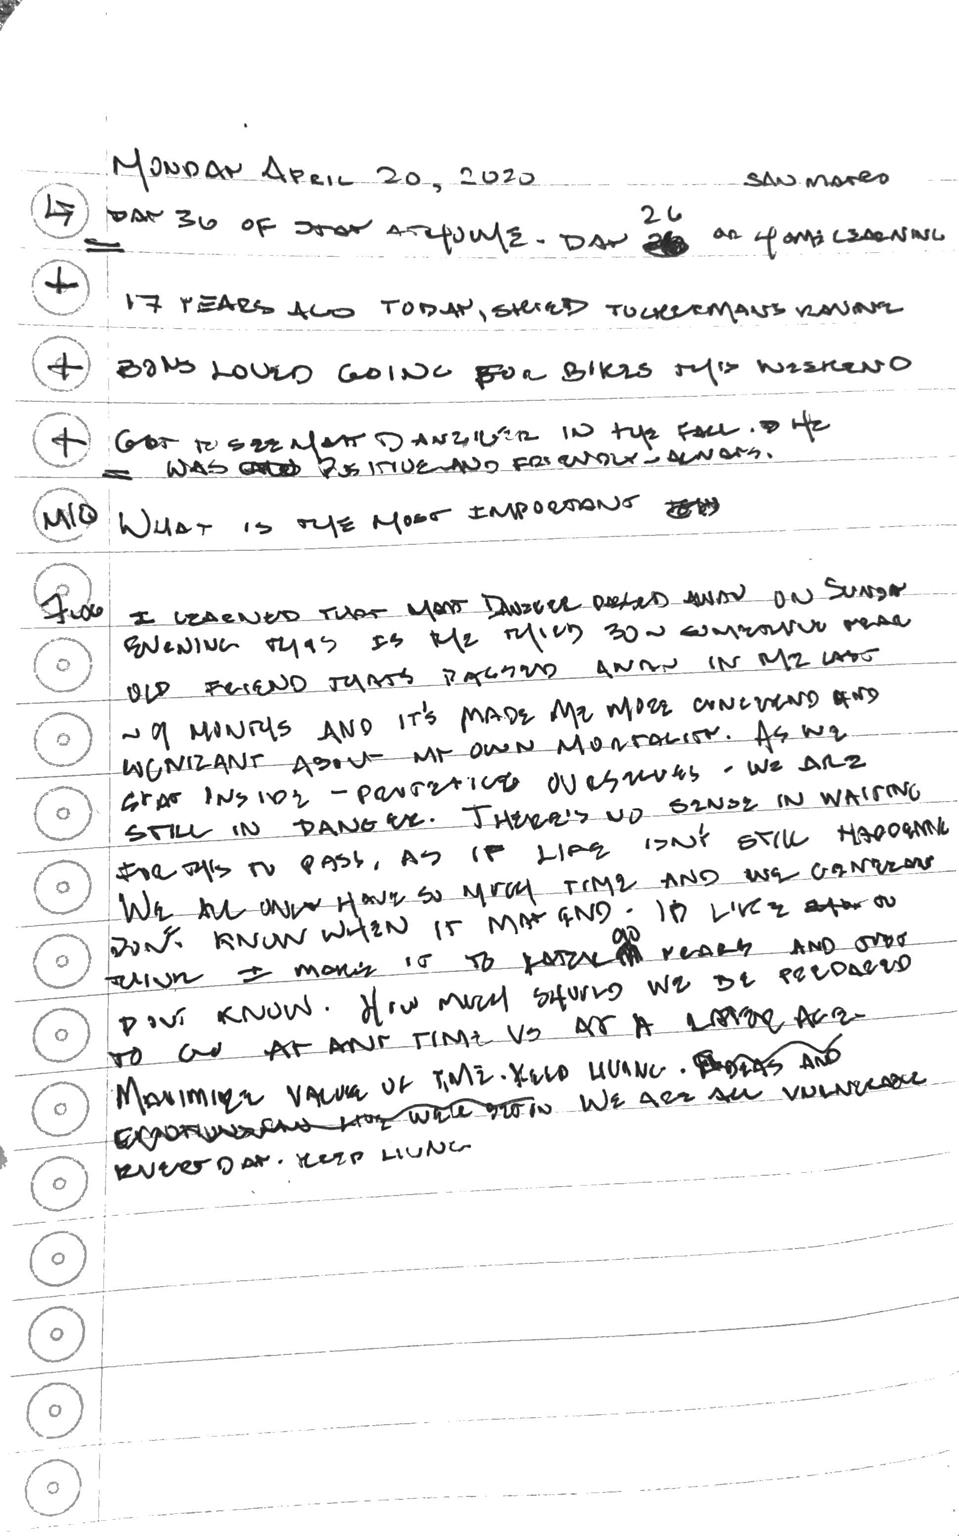 MONDAY APRIL 20, 2020 SAN MATEO
DAY 36 OF STAY AT HOME. DAY 26 OF HOME LEARNING
+ 17 YEARS AGO TODAY, SKIED TUCKERMANS RAVINE
+ BOYS LOVED GOING FOR BIKES THIS WEEKEND
+ GOT TO SEE MATT DANZIGER IN THE FALL. HE
WAS POSITIVE AND FRIENDLY - ALWAYS.
MIQ WHAT IS THE MOST IMPORTANT
I LEARNED THAT MATT DANZIGER PASSED AWAY ON SUNDAY
EVENING THIS IS THE THIRD 30 SOMETHING YEAR
OLD FRIEND THATS PASSED AWAY IN THE LAST
~9 MONTHS AND IT'S MADE ME MORE CONCERNED AND
COGNIZANT ABOUT MY OWN MORTALITY. AS WE
STAY INSIDE - PROTECTING OURSELVES - WE ARE
STILL IN DANGER. THERE'S NO SENSE IN WAITING
FOR THIS TO PASS, AS IF LIFE ISN'T STILL HAPPENING
WE ALL ONLY HAVE SO MUCH TIME AND WE GENERALLY
DON'T KNOW WHEN IT MAY END. I'D LIKE TO
THINK I MAKE IT TO 90 YEARS AND JUST
DONT KNOW. HOW MUCH SHOULD WE BE PREPARED
TO GO AT ANY TIME VS AT A LATER AGE.
MAXIMIZE VALUE OF TIME. KEEP LIVING. IDEAS AND
WE ARE ALL VULNERABLE
EVERY DAY. KEEP LIVING